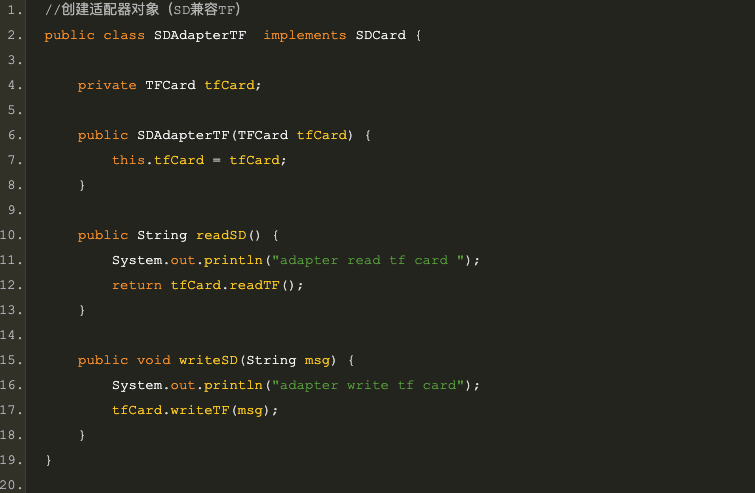 1. //创建适配器对象（SD兼容TF）
2. public class SDAdapterTF  implements SDCard {
3.
4.     private TFCard tfCard;
5.
6.     public SDAdapterTF(TFCard tfCard) {
7.         this.tfCard = tfCard;
8.     }
9.
10.     public String readSD() {
11.         System.out.println("adapter read tf card ");
12.         return tfCard.readTF();
13.     }
14.
15.     public void writeSD(String msg) {
16.         System.out.println("adapter write tf card");
17.         tfCard.writeTF(msg);
18.     }
19. }
20.